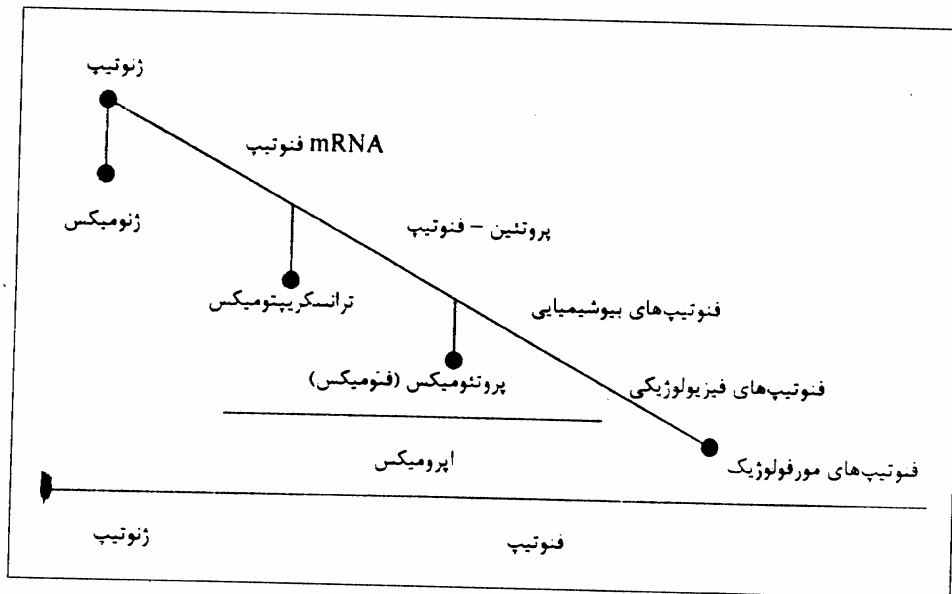 ژنوتیپ
فنوتیپ mRNA
ژنومیکس
پروتئین – فنوتیپ
ترانسکریپتومیکس
فنوتیپ‌های بیوشیمیایی
پروتئومیکس (فنومیکس)
فنوتیپ‌های فیزیولوژیکی
اپرومیکس
فنوتیپ‌های مورفولوژیک
ژنوتیپ
فنوتیپ